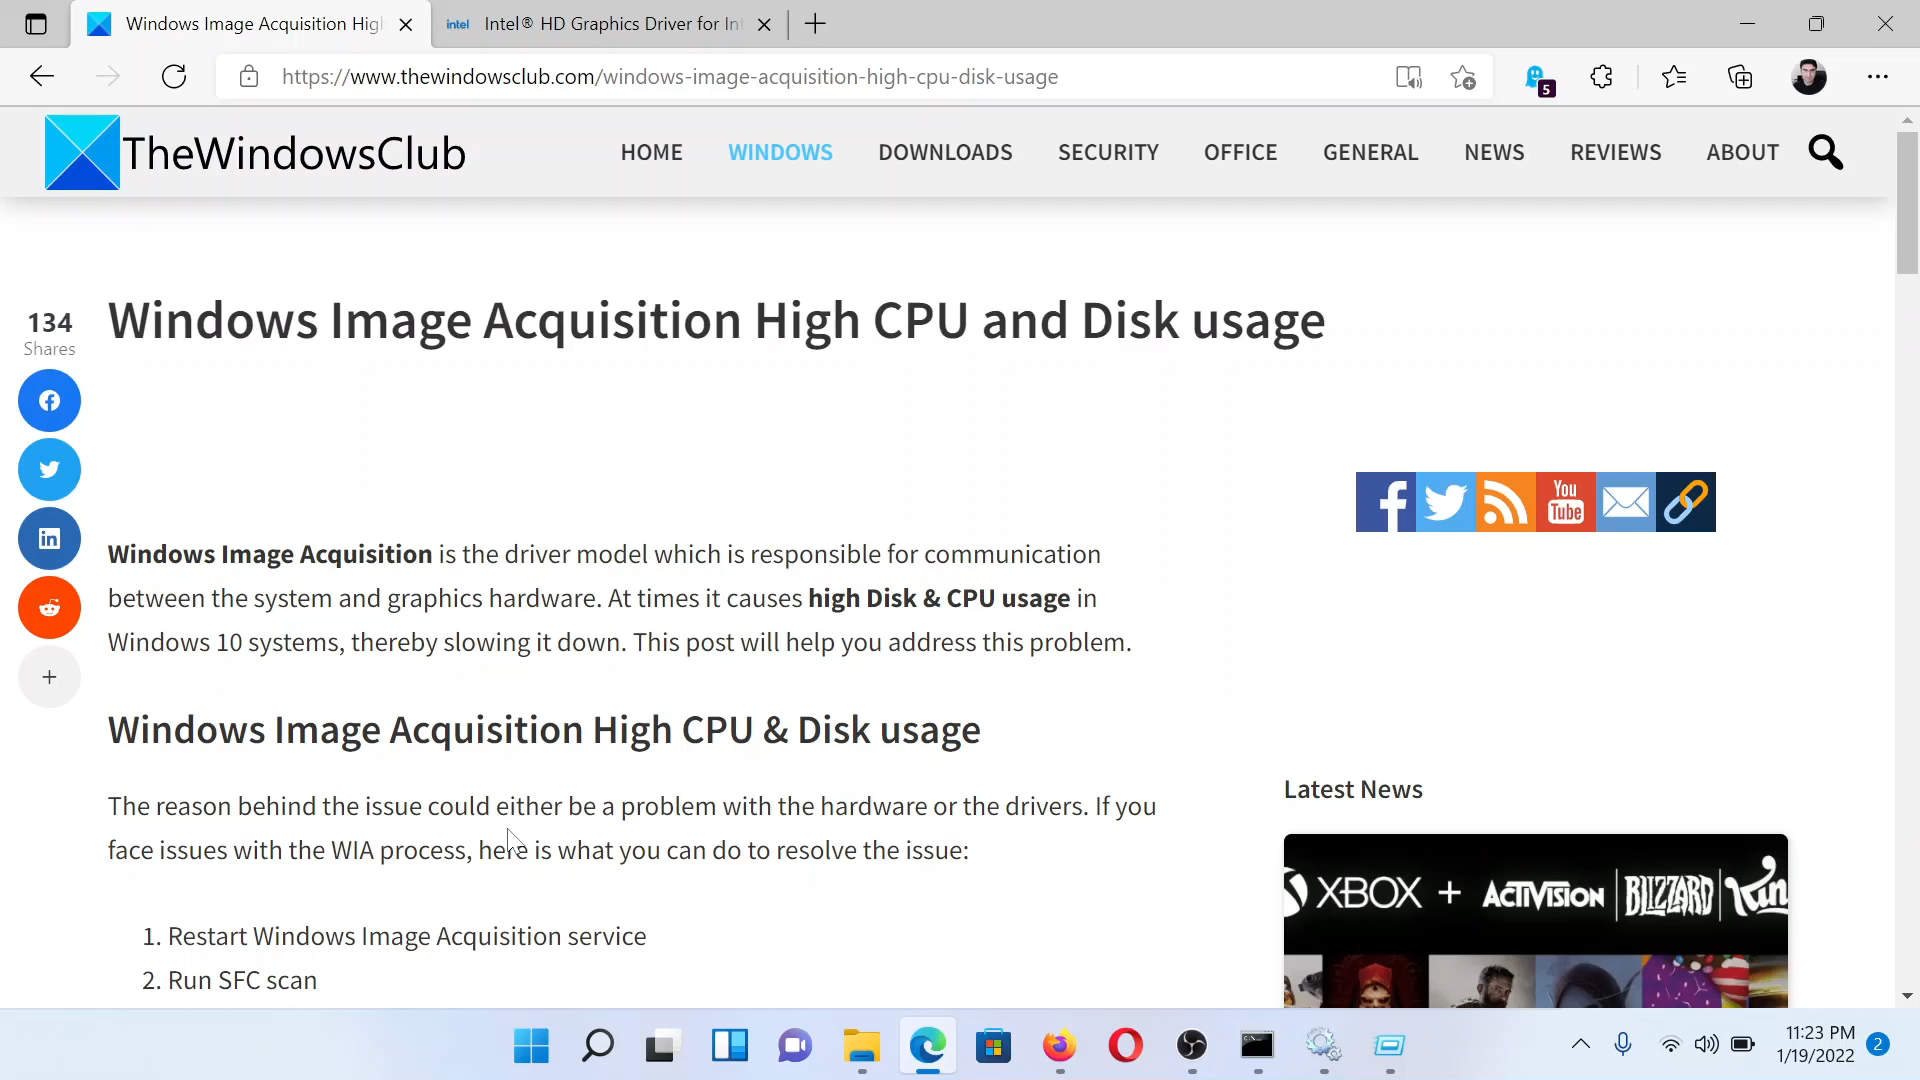 Windows Image Acquisition High
intel Intel® HD Graphics Driver for Int
https://www.thewindowsclub.com/windows-image-acquisition-high-cpu-disk-usage
5
TheWindowsClub
HOME WINDOWS DOWNLOADS SECURITY OFFICE GENERAL NEWS REVIEWS ABOUT
134
Shares
Windows Image Acquisition High CPU and Disk usage
You
Tube
Windows Image Acquisition is the driver model which is responsible for communication
between the system and graphics hardware. At times it causes high Disk & CPU usage in
Windows 10 systems, thereby slowing it down. This post will help you address this problem.
Windows Image Acquisition High CPU & Disk usage
The reason behind the issue could either be a problem with the hardware or the drivers. If you
face issues with the WIA process, here is what you can do to resolve the issue:
1. Restart Windows Image Acquisition service
2. Run SFC scan
Latest News
XBOX + ACTIVISION | BLIZZARD | Kin
11:23 PM
1/19/2022
2